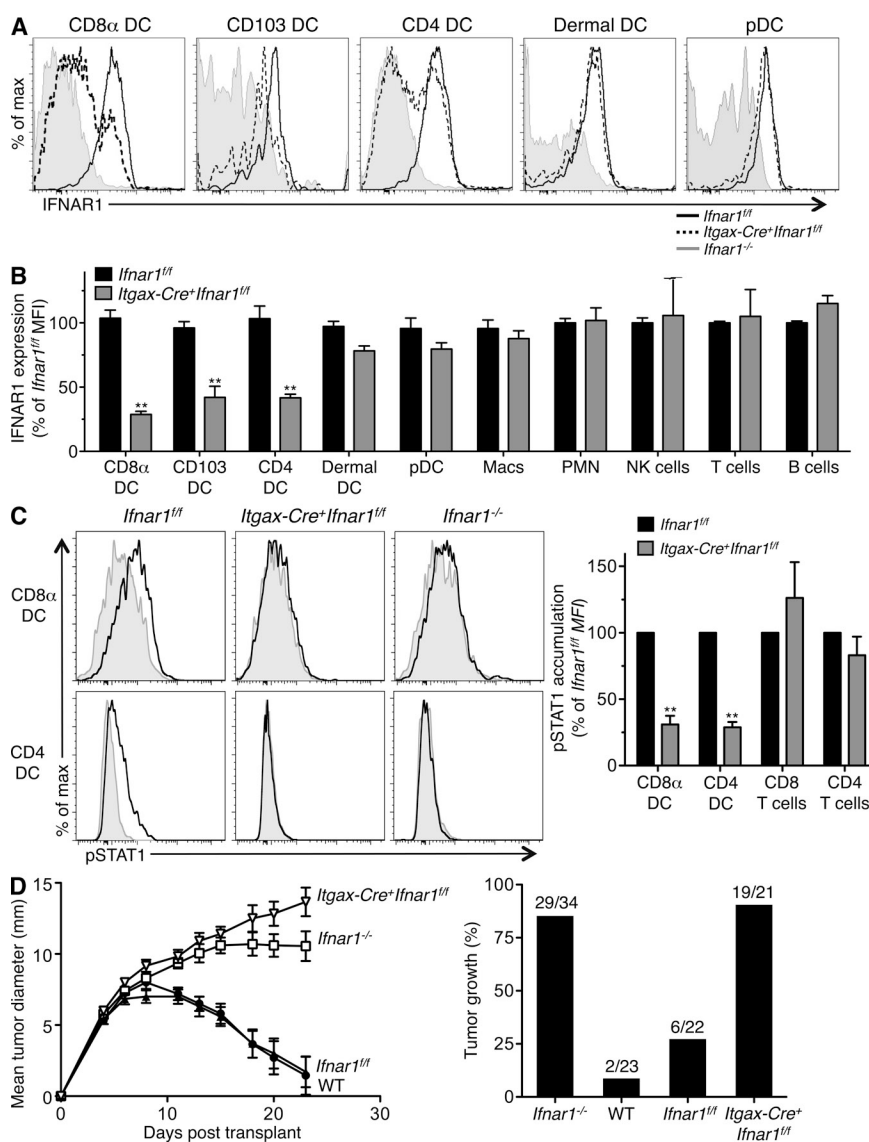 A
CD8α DC
CD103 DC
CD4 DC
Dermal DC
pDC
% of max
IFNAR1
Ifnar1f/f
Itgax-Cre+Ifnar1f/f
Ifnar1-/-
B
Ifnar1f/f
Itgax-Cre+Ifnar1f/f
IFNAR1 expression
(% of Ifnar1f/f MFI)
100
50
0
** ** **
CD8α CD103 CD4 Dermal pDC Macs PMN NK cells T cells B cells
DC DC DC DC
C
Ifnar1f/f Itgax-Cre+Ifnar1f/f Ifnar1-/-
CD8α
DC
CD4
DC
% of max
pSTAT1
Ifnar1f/f
Itgax-Cre+Ifnar1f/f
pSTAT1 accumulation
(% of Ifnar1f/f MFI)
150
100
50
0
** **
CD8α CD4 CD8 CD4
DC DC T cells T cells
D
Mean tumor diameter (mm)
15
10
5
0
0 10 20 30
Days post transplant
Itgax-Cre+Ifnar1f/f
Ifnar1-/-
Ifnar1f/f
WT
Tumor growth (%)
100
75
50
25
0
29/34
2/23
6/22
19/21
Ifnar1-/- WT Ifnar1f/f Itgax-Cre+
Ifnar1f/f